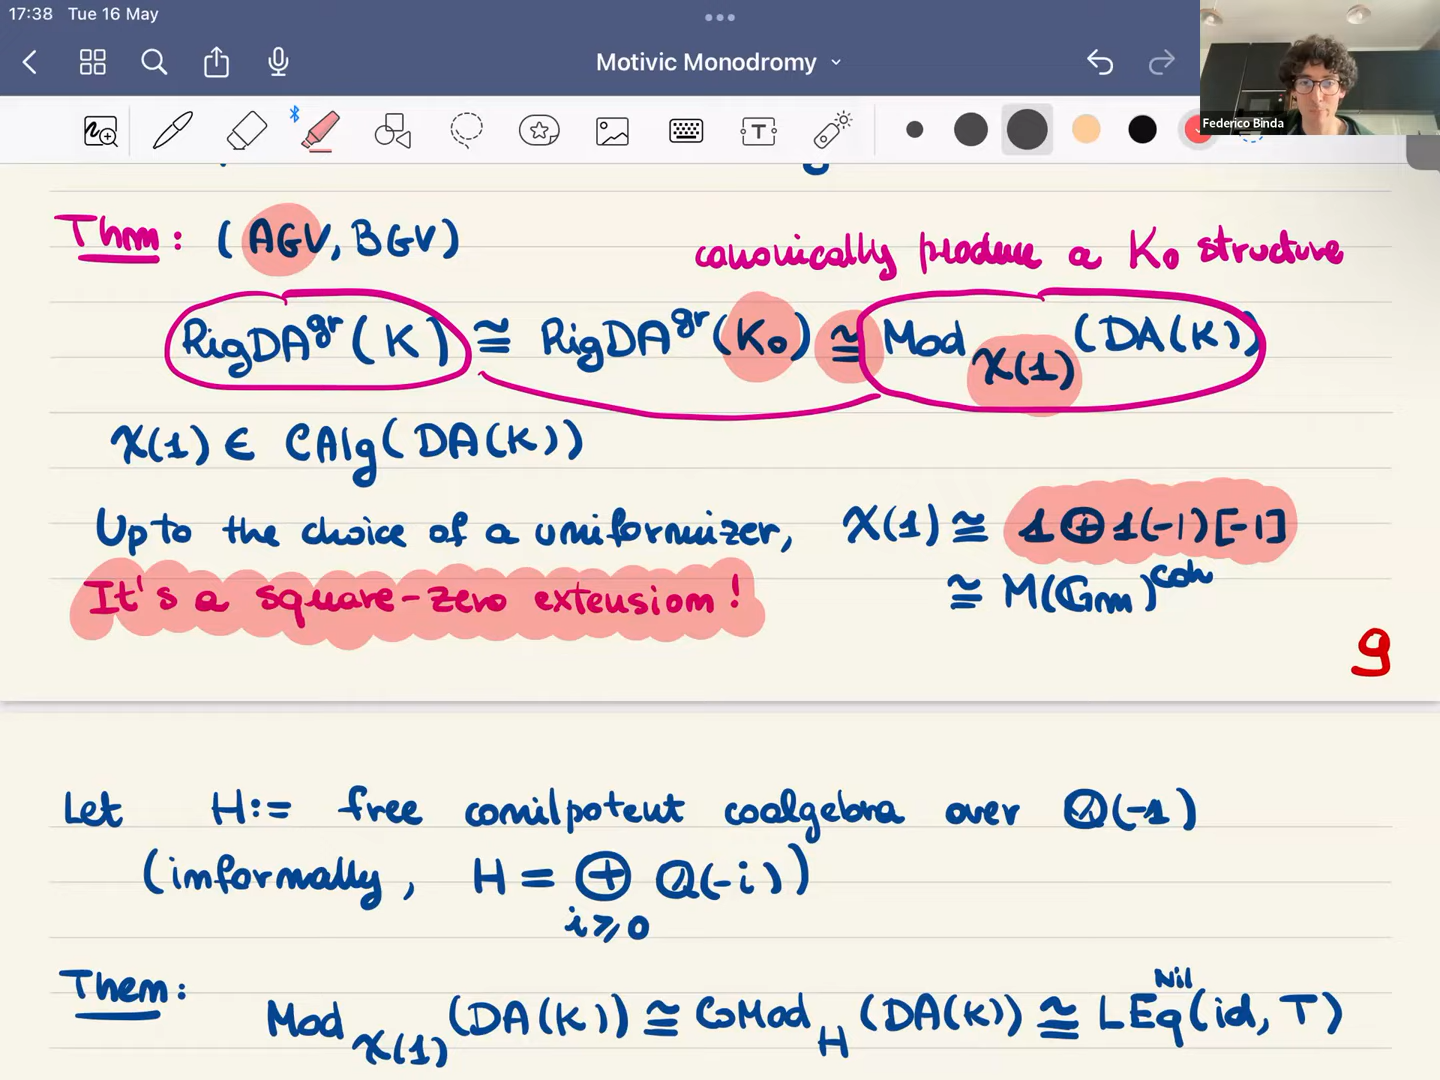 17:38 Tue 16 May
Motivic Monodromy
Federico Binda
Thm: (AGV, BGV)
canonically produce a K₀ structure
RigDA^gr(K) ≅ RigDA^gr(K₀) ≅ Mod_χ(1) (DA(k))
χ(1) ∈ CAlg(DA(k))
Up to the choice of a uniformizer, χ(1) ≅ 1 ⊕ 1(-1)[-1]
It's a square-zero extension! ≅ M(Gm)^coh
9
Let H := free conilpotent coalgebra over Q(-1)
(informally, H = ⊕_{i≥0} Q(-i))
Then:
Mod_χ(1) (DA(k)) ≅ CoMod_H (DA(k)) ≅ LEq^Nil(id, T)